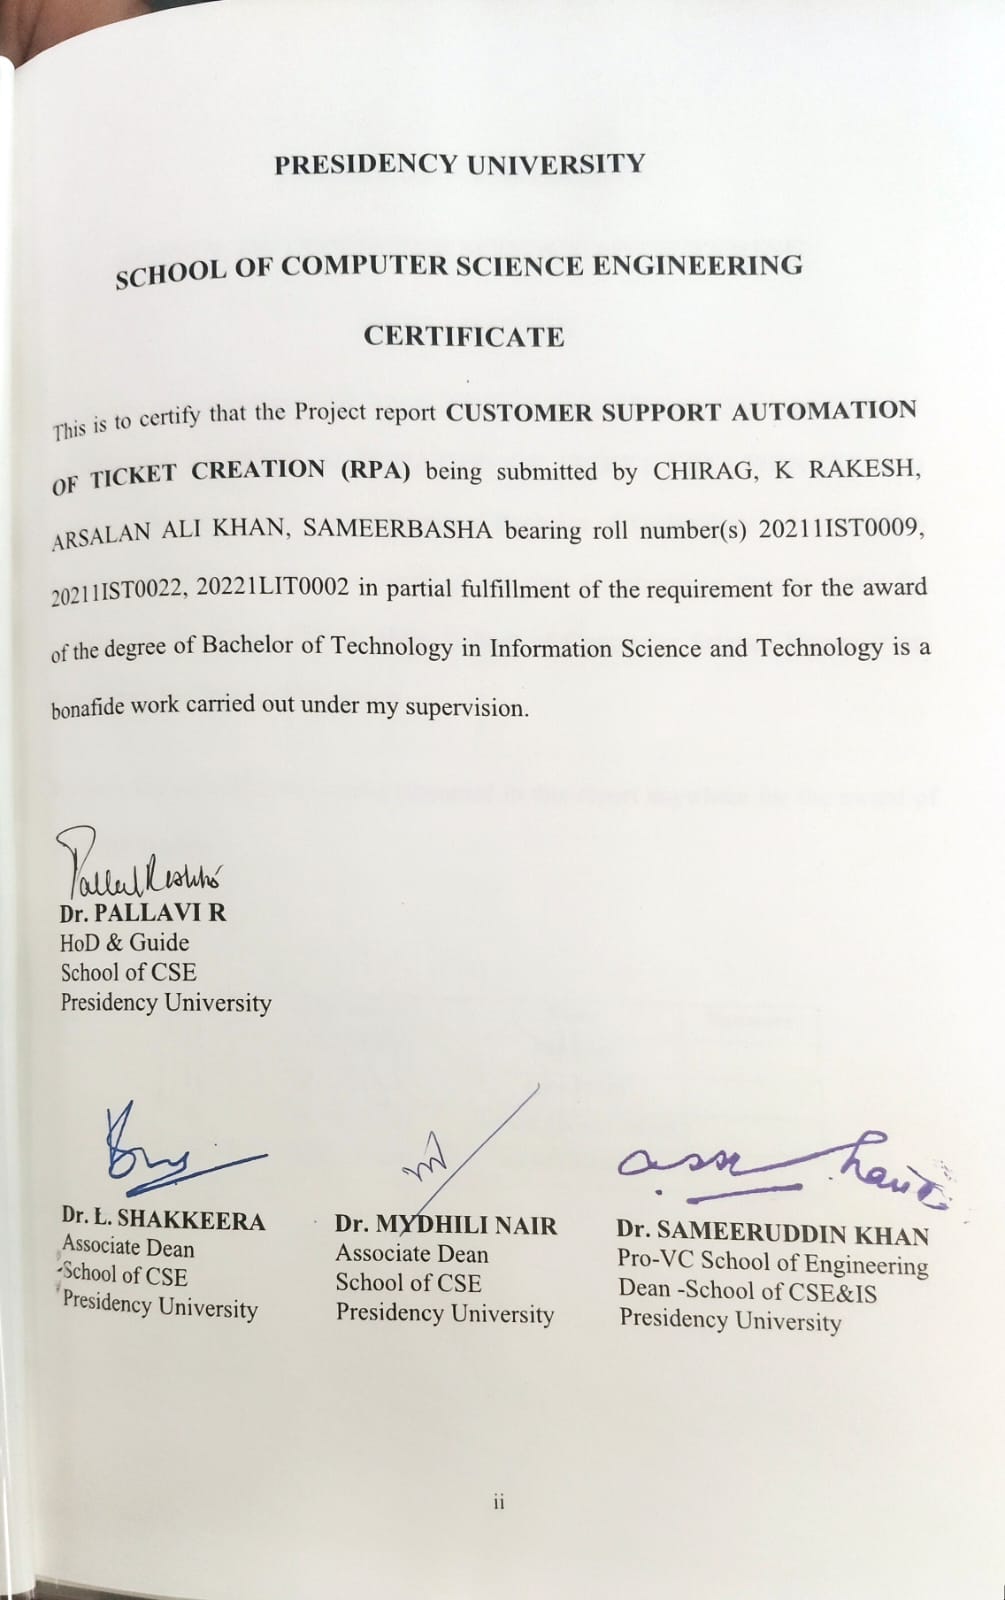 PRESIDENCY UNIVERSITY
SCHOOL OF COMPUTER SCIENCE ENGINEERING
CERTIFICATE
This is to certify that the Project report CUSTOMER SUPPORT AUTOMATION
OF TICKET CREATION (RPA) being submitted by CHIRAG, K RAKESH,
ARSALAN ALI KHAN, SAMEERBASHA bearing roll number(s) 20211IST0009,
20211IST0022, 20221LIT0002 in partial fulfillment of the requirement for the award
of the degree of Bachelor of Technology in Information Science and Technology is a
bonafide work carried out under my supervision.
Dr. PALLAVI R
HoD & Guide
School of CSE
Presidency University
Dr. L. SHAKKEERA
Associate Dean
School of CSE
Presidency University
Dr. MYDHILI NAIR
Associate Dean
School of CSE
Presidency University
Dr. SAMEERUDDIN KHAN
Pro-VC School of Engineering
Dean -School of CSE&IS
Presidency University
ii